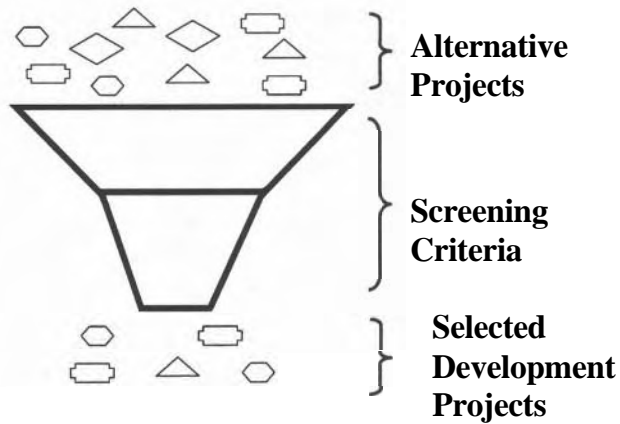 Alternative
Projects
Screening
Criteria
Selected
Development
Projects